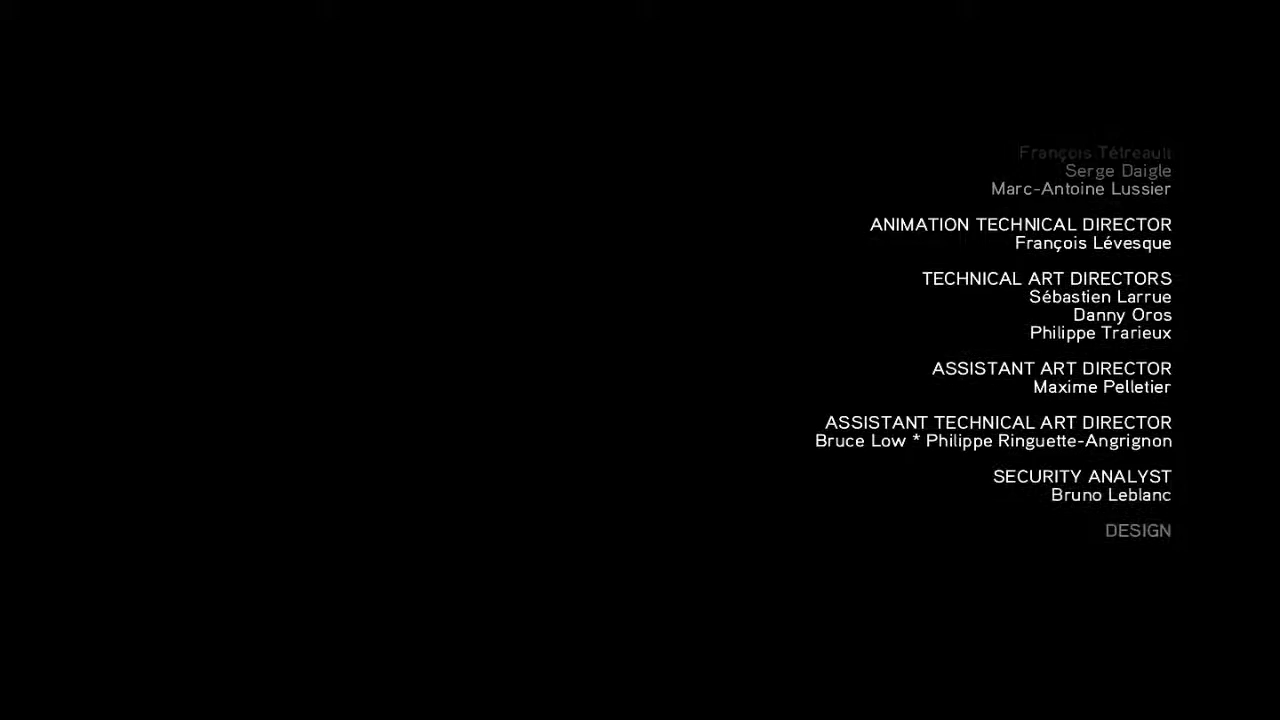 François Tétreault
Serge Daigle
Marc-Antoine Lussier
ANIMATION TECHNICAL DIRECTOR
François Lévesque
TECHNICAL ART DIRECTORS
Sébastien Larrue
Danny Oros
Philippe Trarieux
ASSISTANT ART DIRECTOR
Maxime Pelletier
ASSISTANT TECHNICAL ART DIRECTOR
Bruce Low * Philippe Ringuette-Angrignon
SECURITY ANALYST
Bruno Leblanc
DESIGN